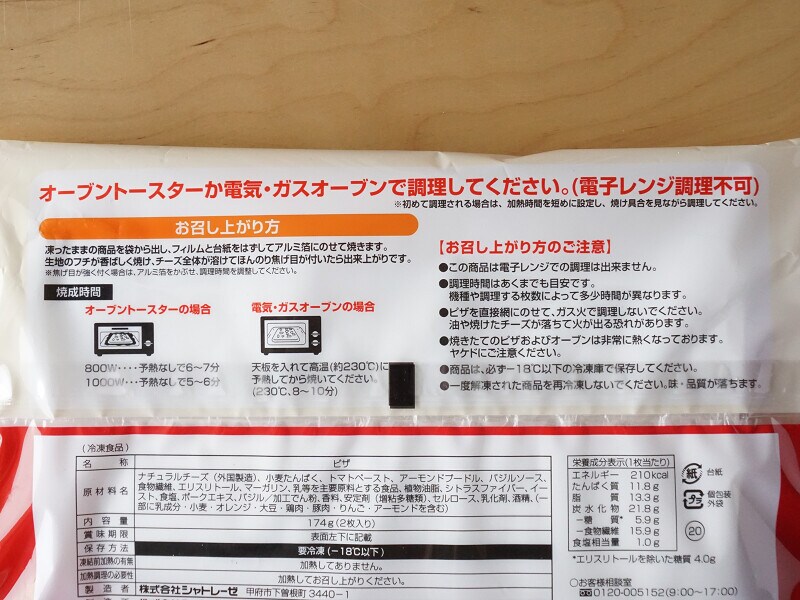 オーブントースターか電気・ガスオーブンで調理してください。(電子レンジ調理不可)
※初めて調理される場合は、加熱時間を短めに設定し、焼け具合を見ながら調理してください。
お召し上がり方
凍ったままの商品を袋から出し、フィルムと台紙をはずしてアルミ箔にのせて焼きます。
生地のフチが香ばしく焼け、チーズ全体が溶けてほんのり焦げ目が付いたら出来上がりです。
※焦げ目が強く付く場合は、アルミ箔をかぶせ、調理時間を調整してください。
焼成時間
オーブントースターの場合
800W‥‥予熱なしで6~7分
1000W‥‥予熱なしで5~6分
電気・ガスオーブンの場合
天板を入れて高温(約230℃)に
予熱してから焼いてください。
(230℃、8~10分)
【お召し上がり方のご注意】
●この商品は電子レンジでの調理は出来ません。
●調理時間はあくまでも目安です。
機種や調理する枚数によって多少時間が異なります。
●ピザを直接網にのせて、ガス火で調理しないでください。
油や焼けたチーズが落ちて火が出る恐れがあります。
●焼きたてのピザおよびオーブンは非常に熱くなっております。
ヤケドにご注意ください。
●商品は、必ず-18℃以下の冷凍庫で保存してください。
●一度解凍された商品を再冷凍しないでください。味・品質が落ちます。
(冷凍食品)
名称 ピザ
原材料名 ナチュラルチーズ(外国製造)、小麦たんぱく、トマトペースト、アーモンドプードル、バジルソース、
食物繊維、エリスリトール、マーガリン、乳等を主要原料とする食品、植物油脂、シトラスファイバー、イー
スト、食塩、ポークエキス、バジル/加工でん粉、香料、安定剤(増粘多糖類)、セルロース、乳化剤、酒精、(一
部に乳成分・小麦・オレンジ・大豆・鶏肉・豚肉・りんご・アーモンドを含む)
内容量 174g(2枚入り)
賞味期限 表面左下に記載
保存方法 要冷凍(-18℃以下)
凍結前加熱の有無 加熱してありません。
加熱調理の必要性 加熱してお召し上がりください。
製造者 株式会社シャトレーゼ 甲府市下曽根町3440-1
栄養成分表示(1枚当たり)
エネルギー 210kcal
たんぱく質 11.8g
脂質 13.3g
炭水化物 21.8g
-糖質* 5.9g
-食物繊維 15.9g
食塩相当量 1.0g
*エリスリトールを除いた糖質 4.0g
紙 台紙
プラ 個包装
外袋
20
○お客様相談室
0120-005152(9:00~17:00)